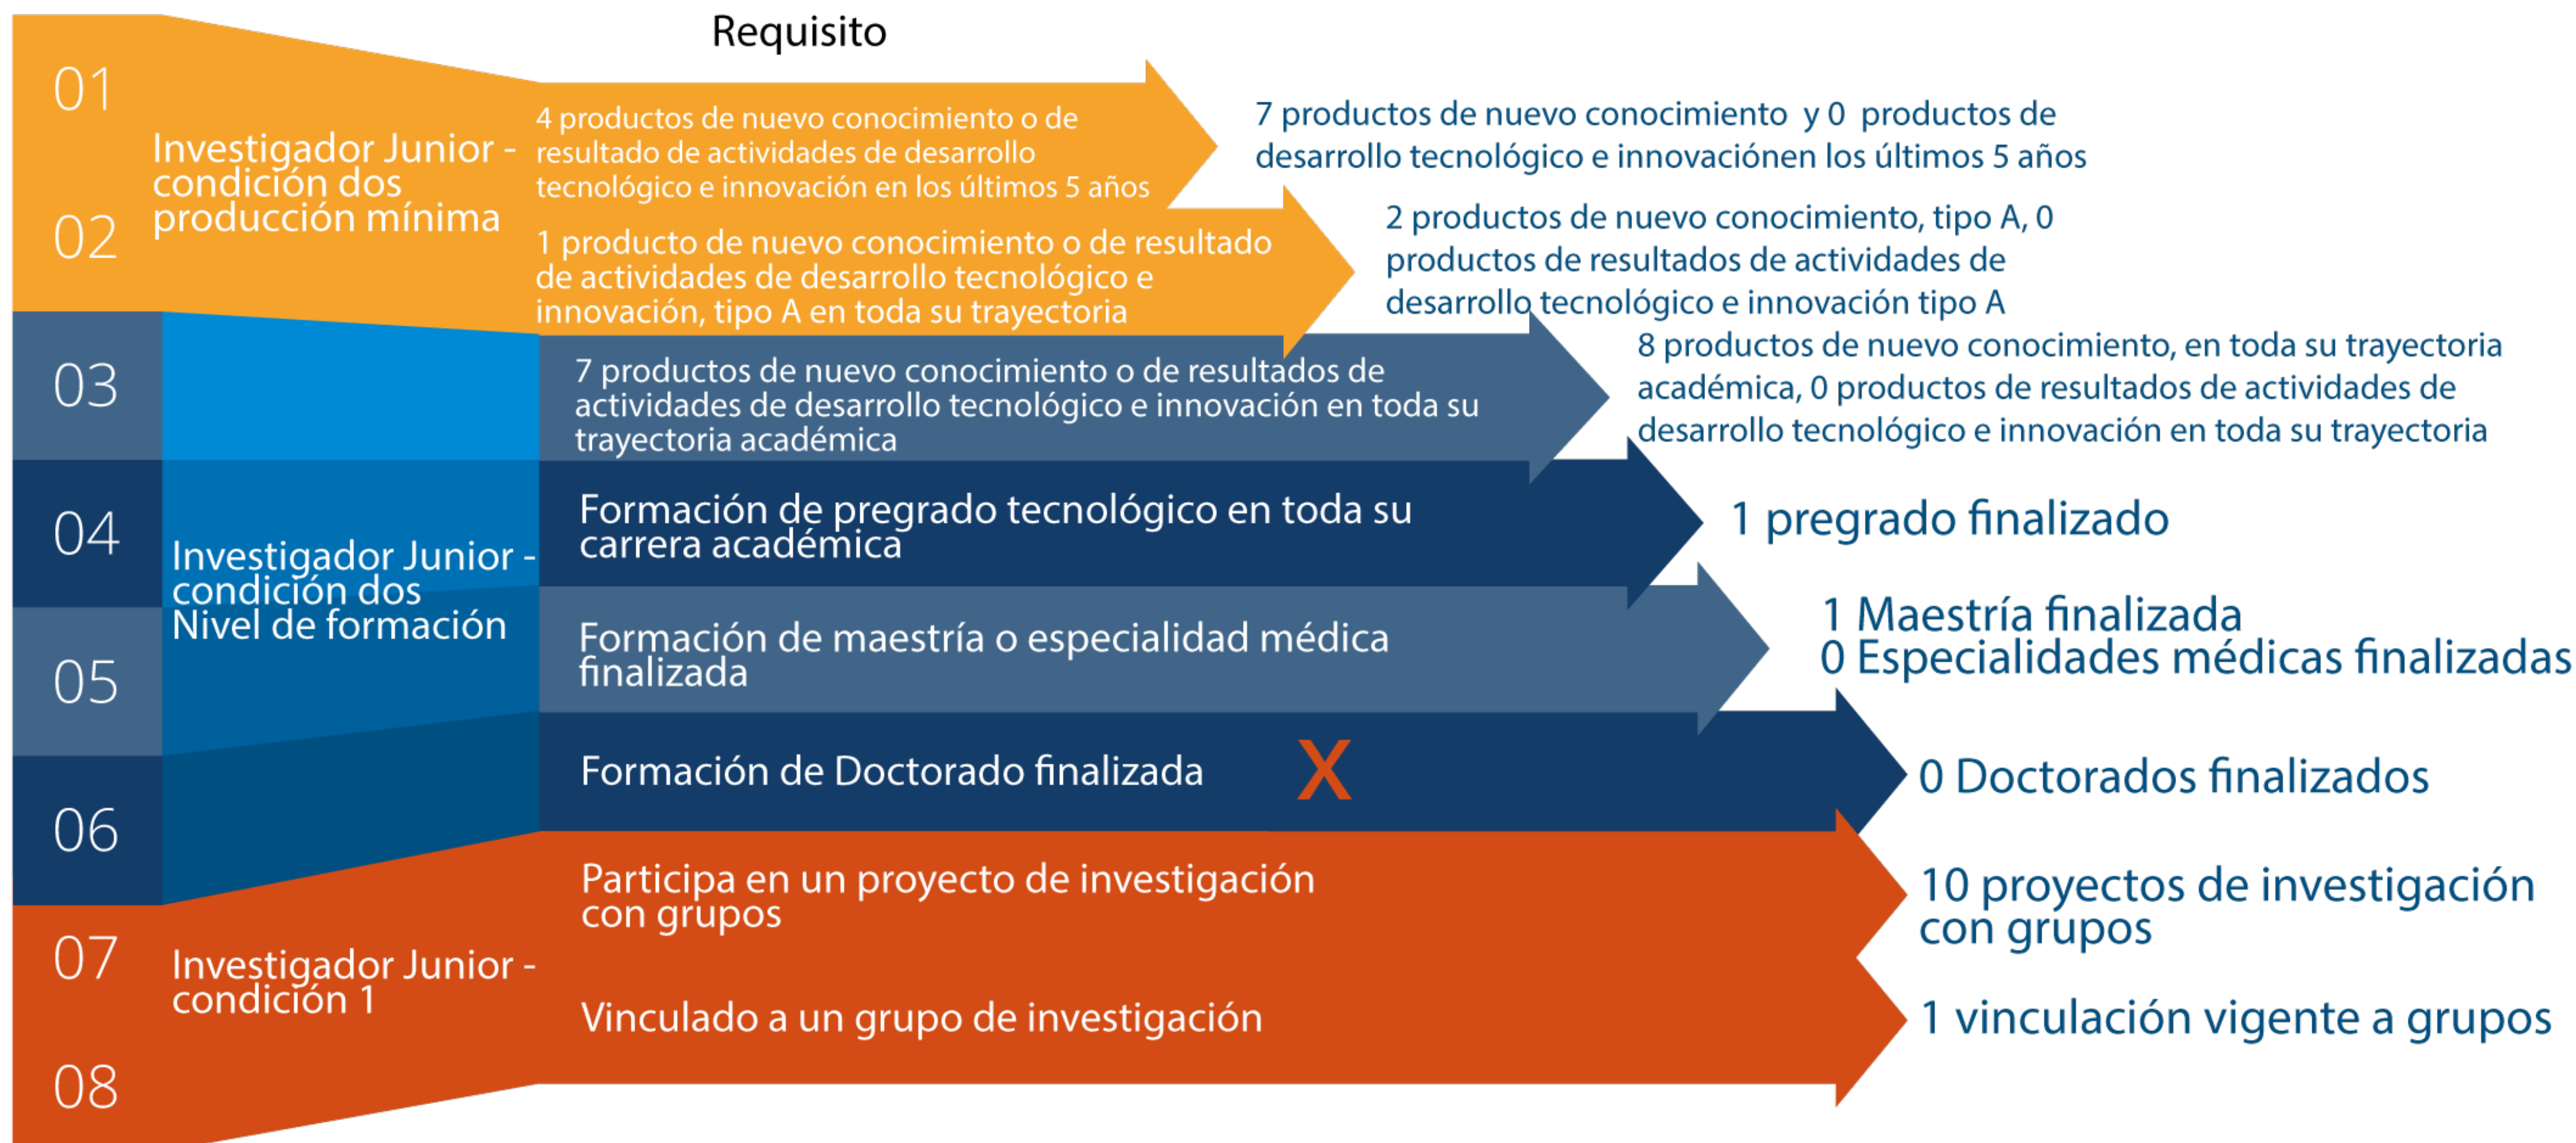 Requisito
01
02
Investigador Junior -
condición dos
producción mínima
4 productos de nuevo conocimiento o de
resultado de actividades de desarrollo
tecnológico e innovación en los últimos 5 años
7 productos de nuevo conocimiento y 0 productos de
desarrollo tecnológico e innovaciónen los últimos 5 años
1 producto de nuevo conocimiento o de resultado
de actividades de desarrollo tecnológico e
innovación, tipo A en toda su trayectoria
2 productos de nuevo conocimiento, tipo A, 0
productos de resultados de actividades de
desarrollo tecnológico e innovación tipo A
03
04
05
06
Investigador Junior -
condición dos
Nivel de formación
7 productos de nuevo conocimiento o de resultados de
actividades de desarrollo tecnológico e innovación en toda su
trayectoria académica
8 productos de nuevo conocimiento, en toda su trayectoria
académica, 0 productos de resultados de actividades de
desarrollo tecnológico e innovación en toda su trayectoria
Formación de pregrado tecnológico en toda su
carrera académica
1 pregrado finalizado
Formación de maestría o especialidad médica
finalizada
1 Maestría finalizada
0 Especialidades médicas finalizadas
Formación de Doctorado finalizada X
0 Doctorados finalizados
07
08
Investigador Junior -
condición 1
Participa en un proyecto de investigación
con grupos
10 proyectos de investigación
con grupos
Vinculado a un grupo de investigación
1 vinculación vigente a grupos